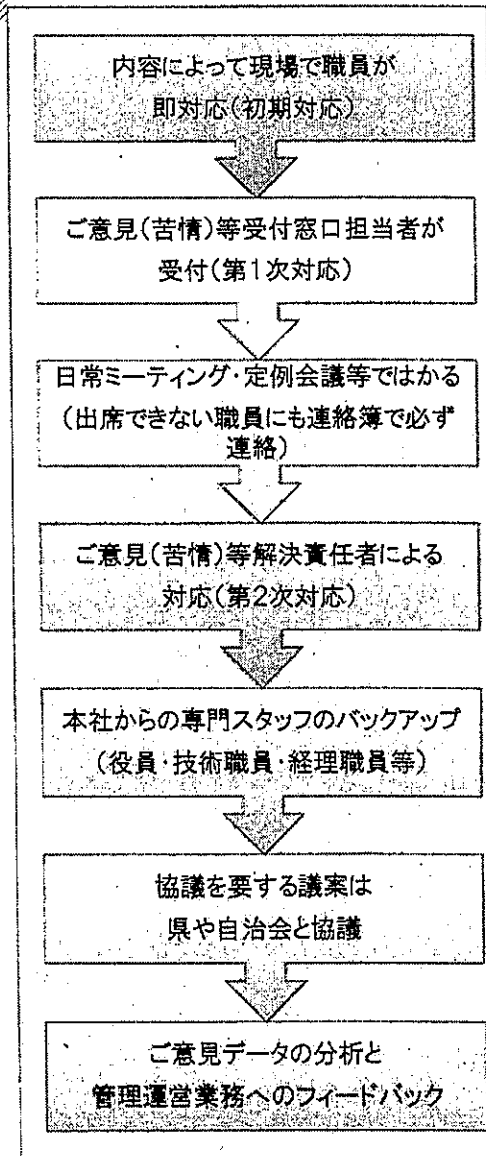 内容によって現場で職員が
即対応(初期対応)
ご意見(苦情)等受付窓口担当者が
受付(第1次対応)
日常ミーティング・定例会議等ではかる
(出席できない職員にも連絡簿で必ず
連絡)
ご意見(苦情)等解決責任者による
対応(第2次対応)
本社からの専門スタッフのバックアップ
(役員・技術職員・経理職員等)
協議を要する議案は
県や自治会と協議
ご意見データの分析と
管理運営業務へのフィードバック